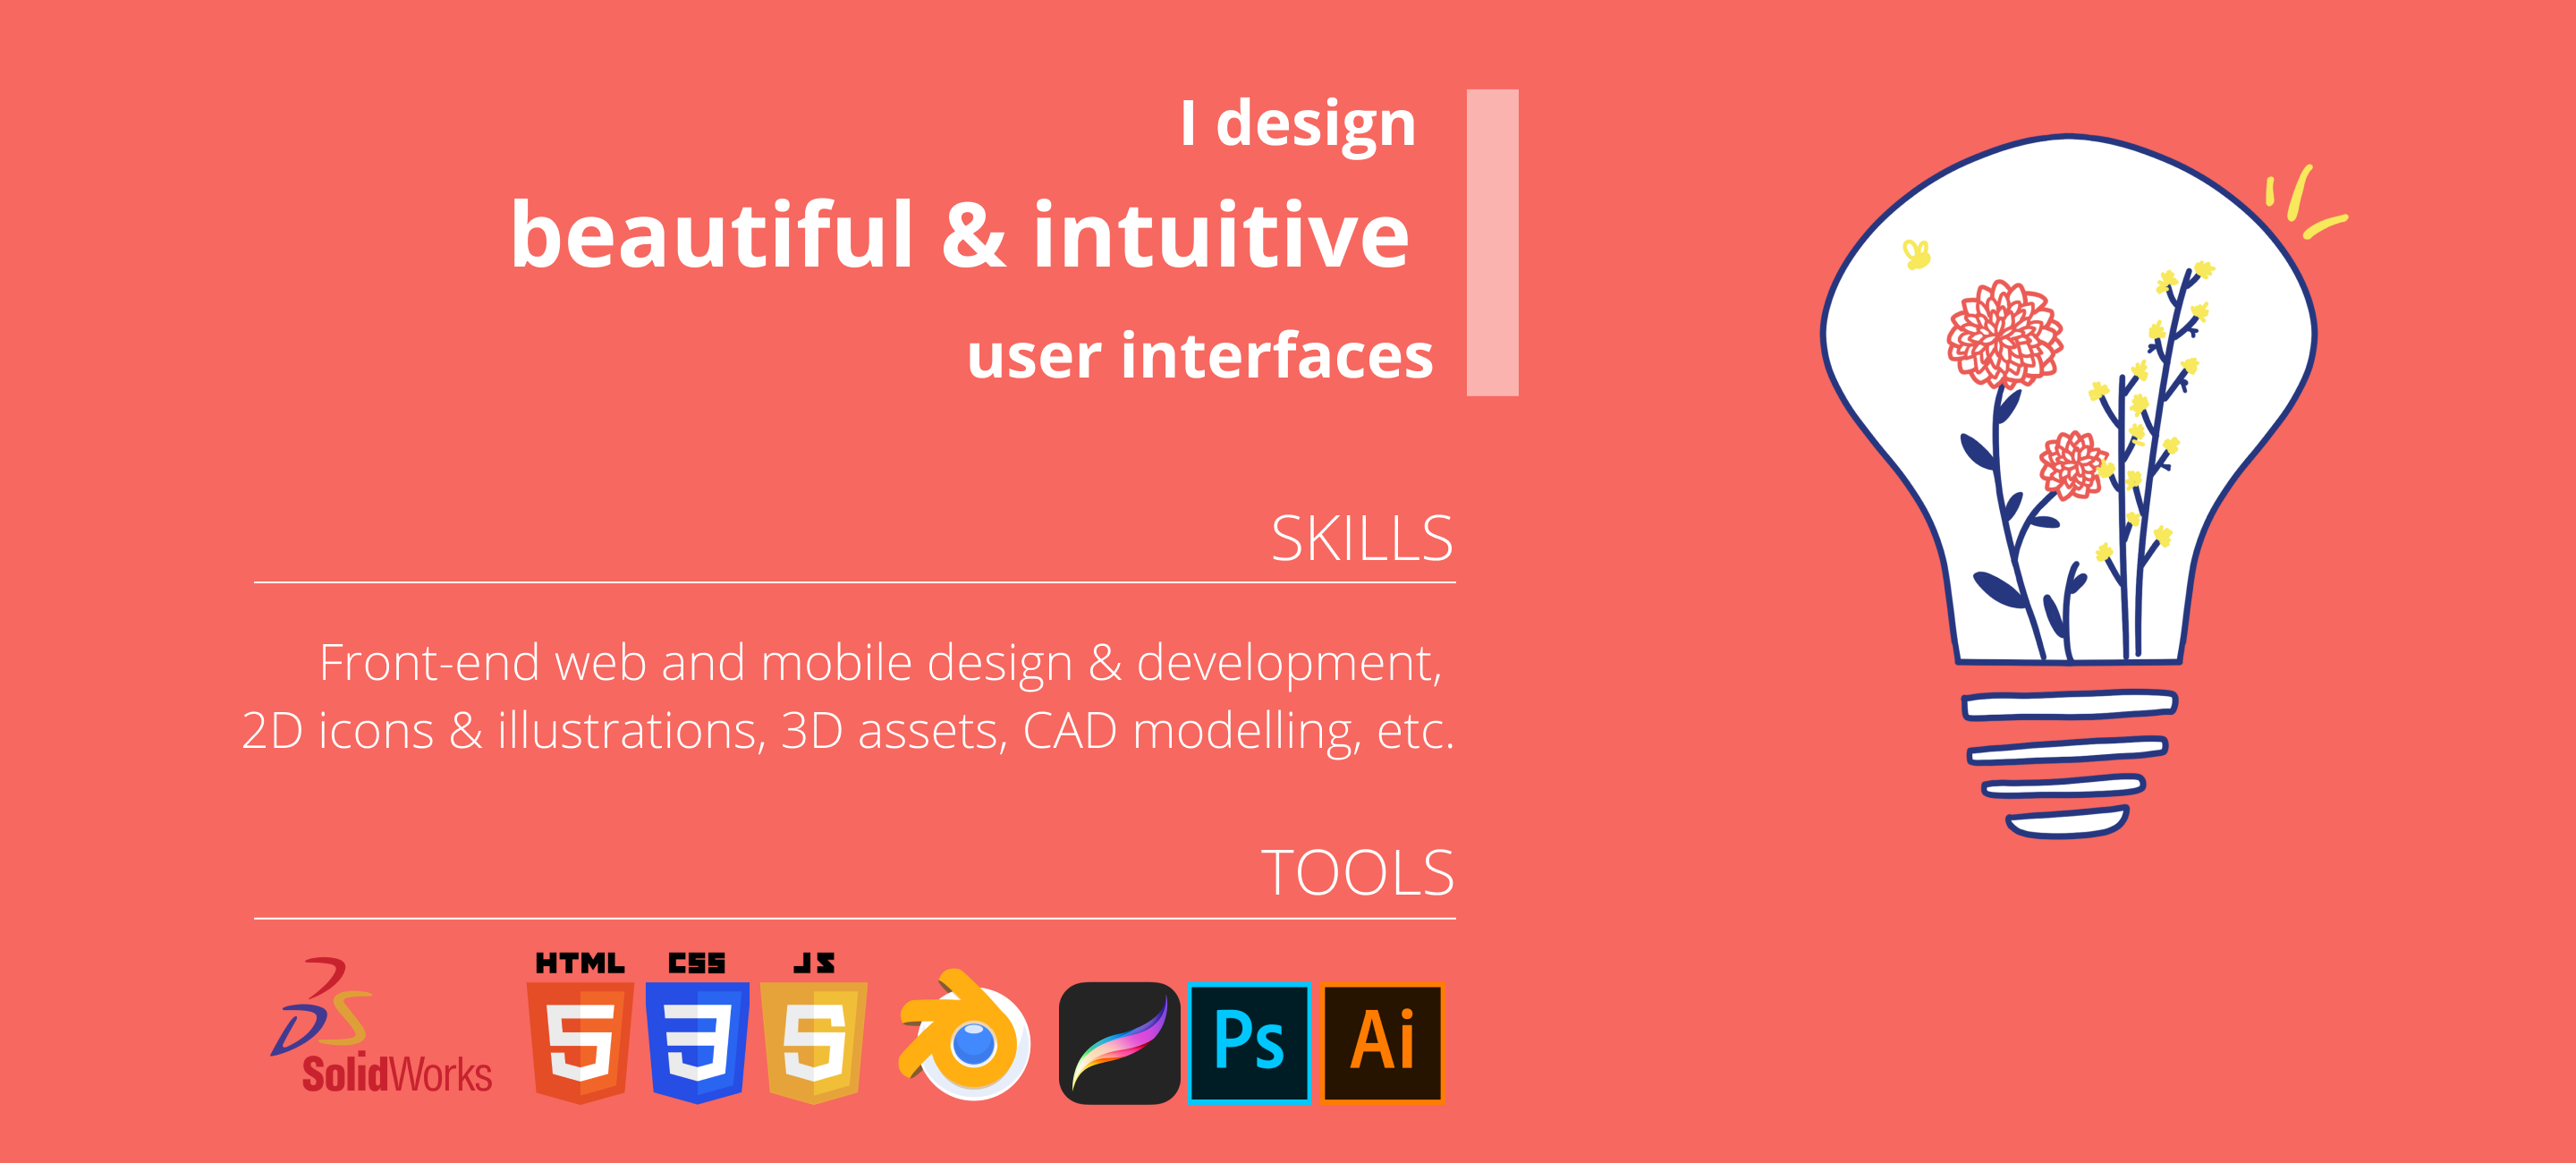 I design
beautiful & intuitive
user interfaces
SKILLS
Front-end web and mobile design & development,
2D icons & illustrations, 3D assets, CAD modelling, etc.
TOOLS
DS SolidWorks
HTML 5
CSS 3
JS 5
Ps
Ai